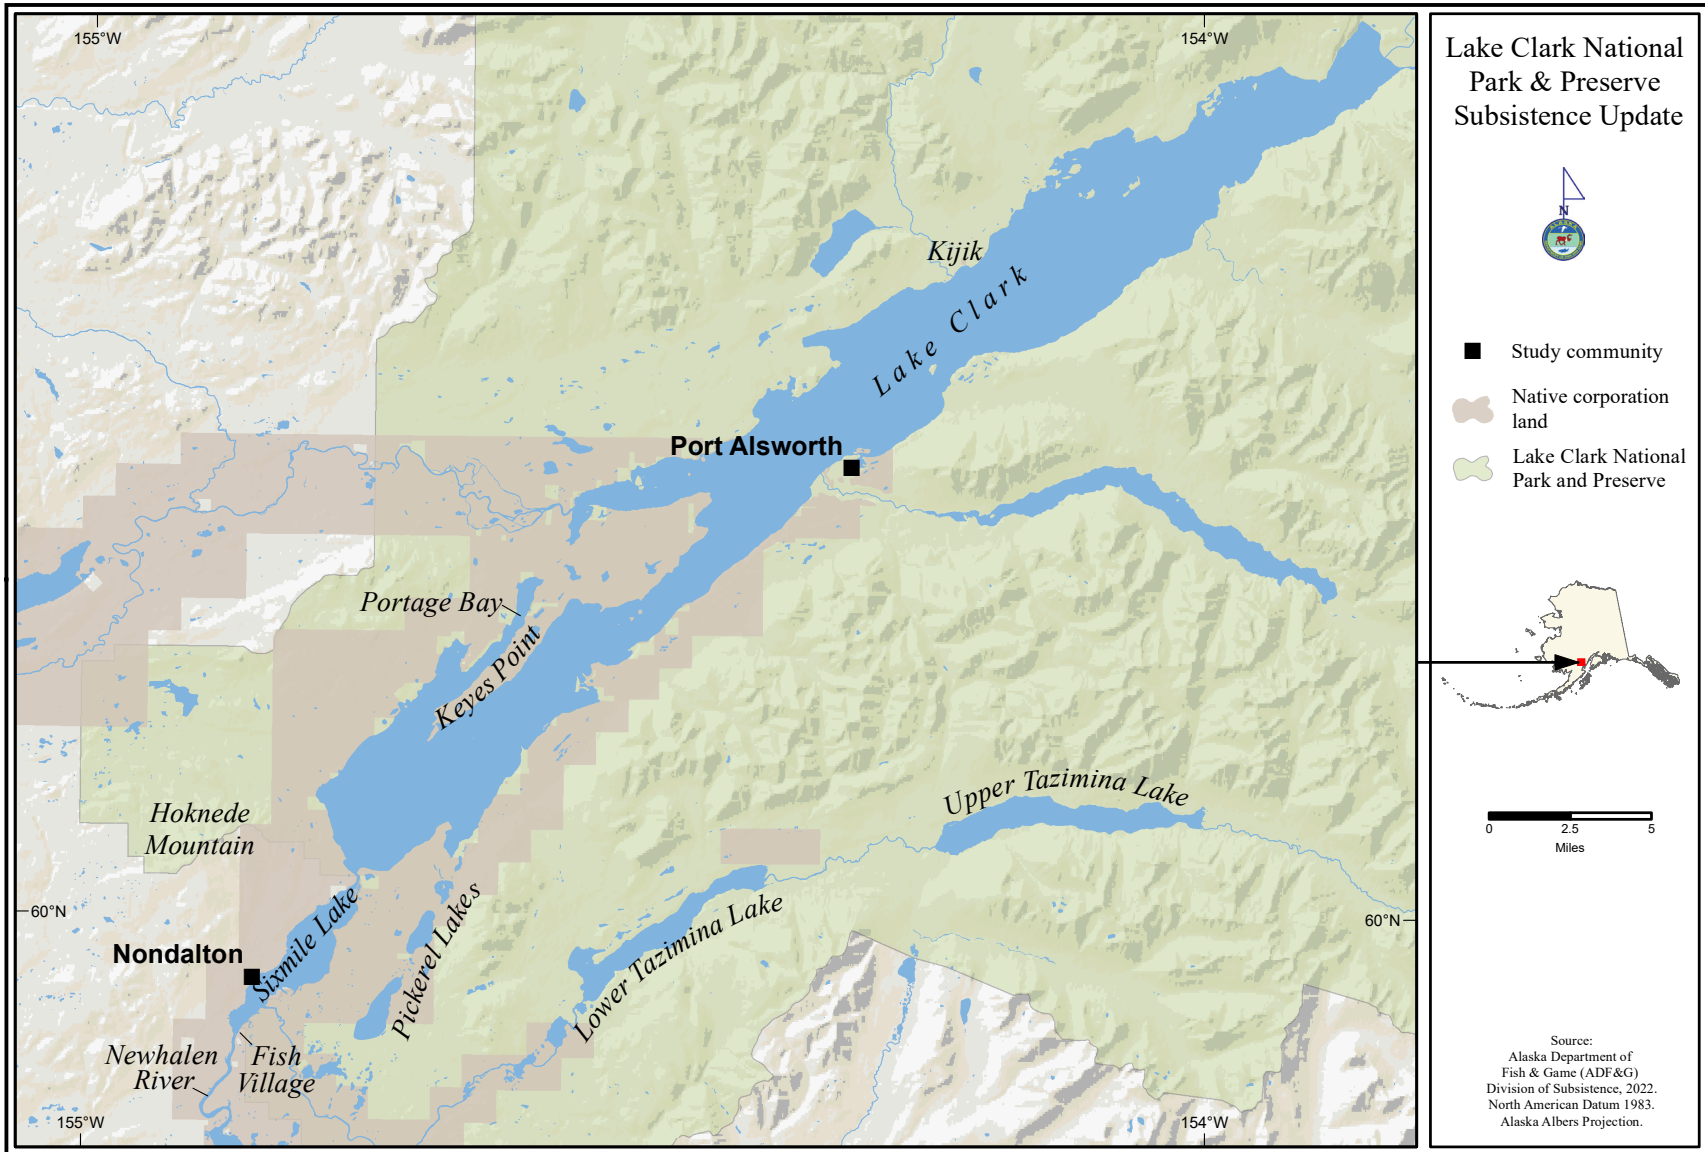 155°W
154°W
Kijik
Lake Clark
Port Alsworth
Portage Bay
Keyes Point
Upper Tazimina Lake
Hoknede
Mountain
60°N
60°N
Sixmile Lake
Pickerel Lakes
Lower Tazimina Lake
Nondalton
Newhalen
River
Fish
Village
155°W
154°W
Lake Clark National
Park & Preserve
Subsistence Update
N
Study community
Native corporation
land
Lake Clark National
Park and Preserve
0 2.5 5
Miles
Source:
Alaska Department of
Fish & Game (ADF&G)
Division of Subsistence, 2022.
North American Datum 1983.
Alaska Albers Projection.